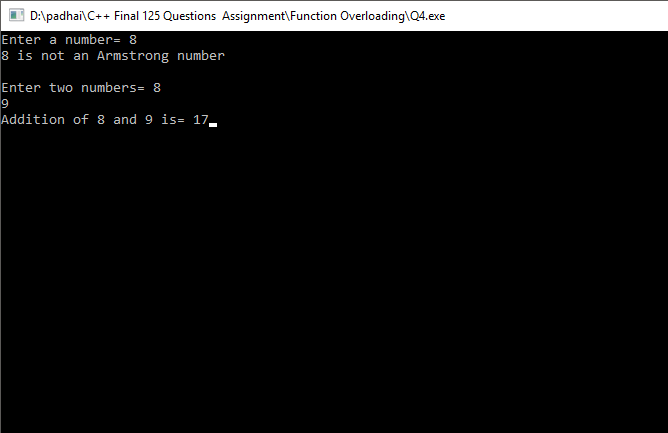 D:\padhai\C++ Final 125 Questions  Assignment\Function Overloading\Q4.exe
Enter a number= 8
8 is not an Armstrong number
Enter two numbers= 8
9
Addition of 8 and 9 is= 17